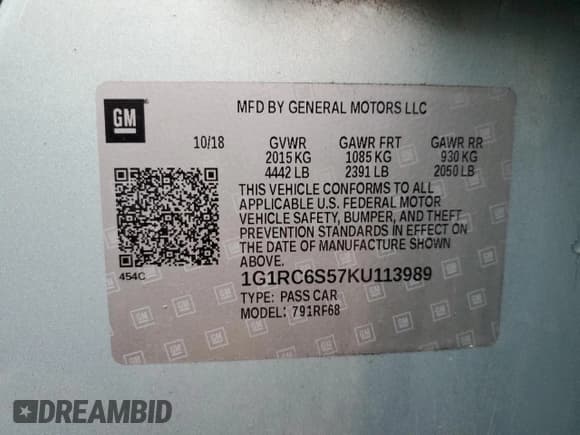 GM
MFD BY GENERAL MOTORS LLC
10/18 GVWR GAWR FRT GAWR RR
2015 KG 1085 KG 930 KG
4442 LB 2391 LB 2050 LB
THIS VEHICLE CONFORMS TO ALL
APPLICABLE U.S. FEDERAL MOTOR
VEHICLE SAFETY, BUMPER, AND THEFT
PREVENTION STANDARDS IN EFFECT ON
THE DATE OF MANUFACTURE SHOWN
ABOVE.
454C
1G1RC6S57KU113989
TYPE: PASS CAR
MODEL: 791RF68
DREAMBID